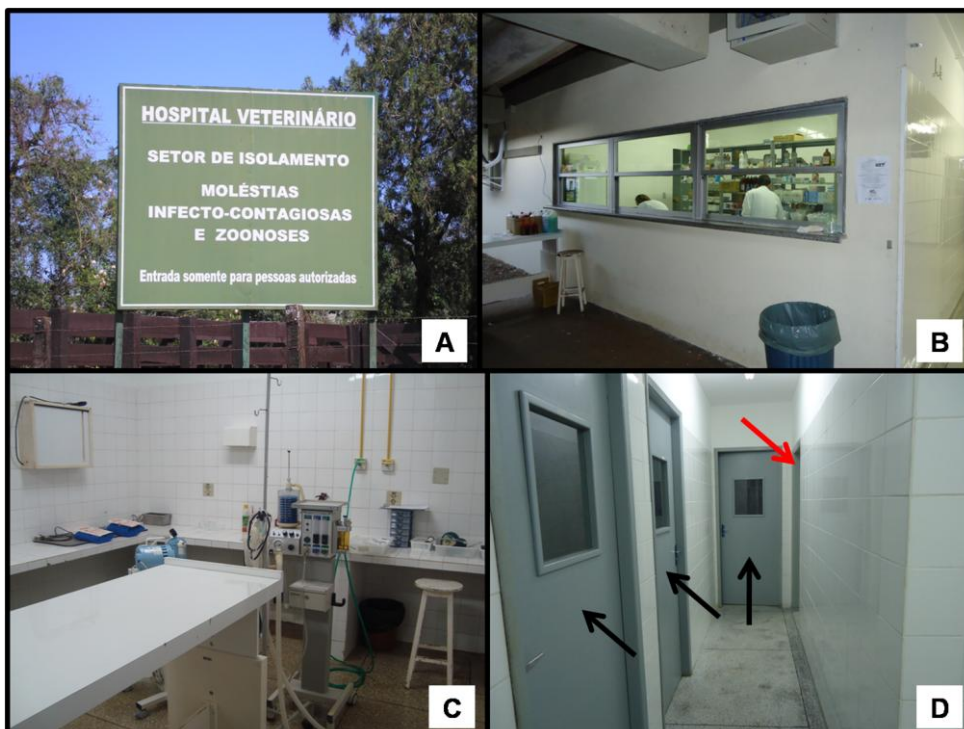 HOSPITAL VETERINÁRIO
SETOR DE ISOLAMENTO
MOLÉSTIAS
INFECTO-CONTAGIOSAS
E ZOONOSES
Entrada somente para pessoas autorizadas
A
B
C
D